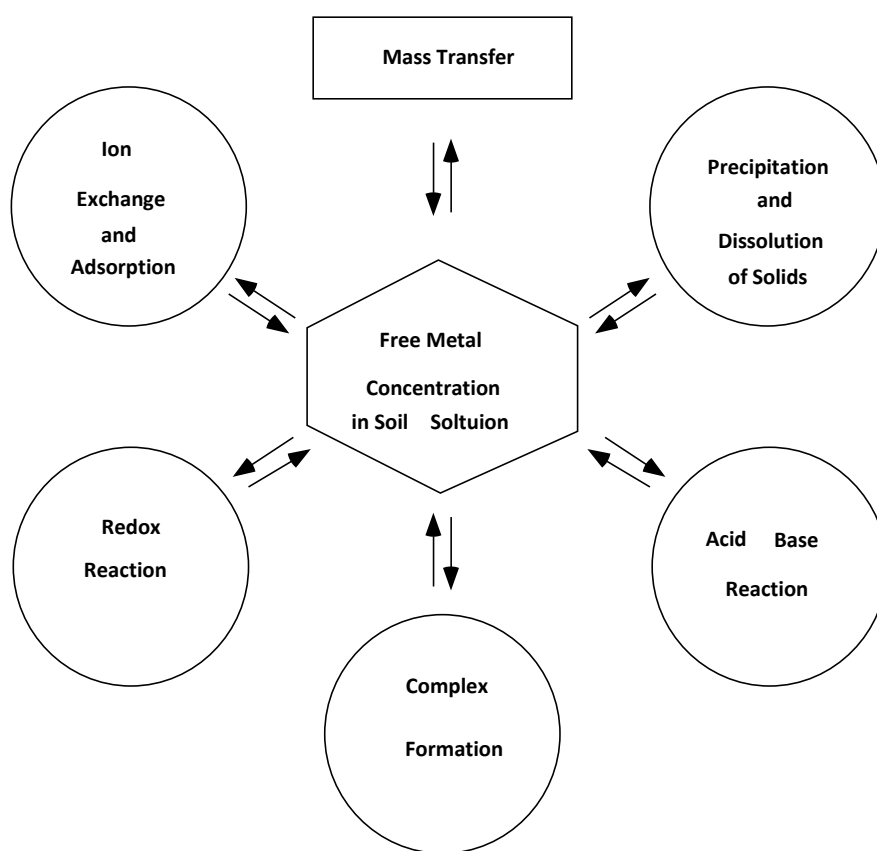 Mass Transfer
Ion
Exchange
and
Adsorption
Precipitation
and
Dissolution
of Solids
Free Metal
Concentration
in Soil Soltuion
Redox
Reaction
Acid Base
Reaction
Complex
Formation